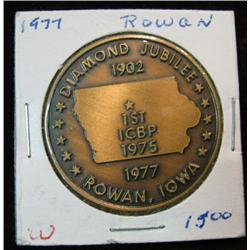 1977 ROWAN
DIAMOND JUBILEE
1902
1ST
ICBP
1975
1977
ROWAN, IOWA
W 1500